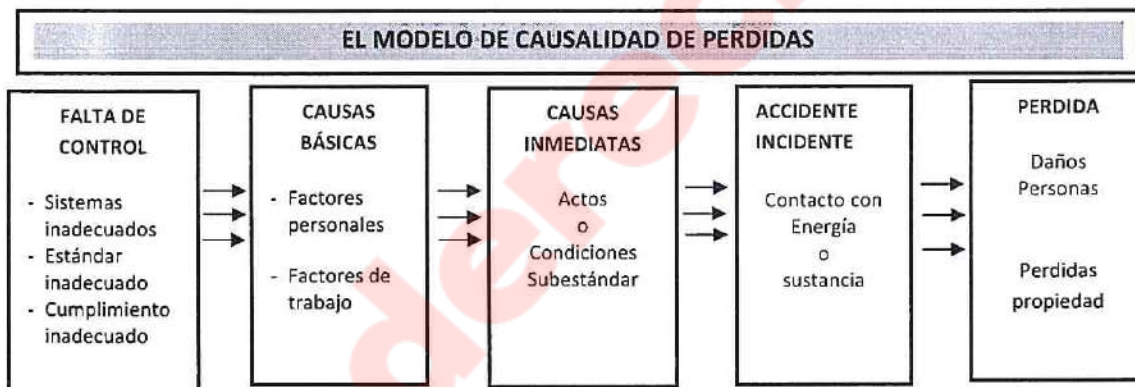 EL MODELO DE CAUSALIDAD DE PERDIDAS
FALTA DE
CONTROL
- Sistemas
inadecuados
- Estándar
inadecuado
- Cumplimiento
inadecuado
CAUSAS
BÁSICAS
- Factores
personales
- Factores de
trabajo
CAUSAS
INMEDIATAS
Actos
o
Condiciones
Subestándar
ACCIDENTE
INCIDENTE
Contacto con
Energía
o
sustancia
PERDIDA
Daños
Personas
Perdidas
propiedad